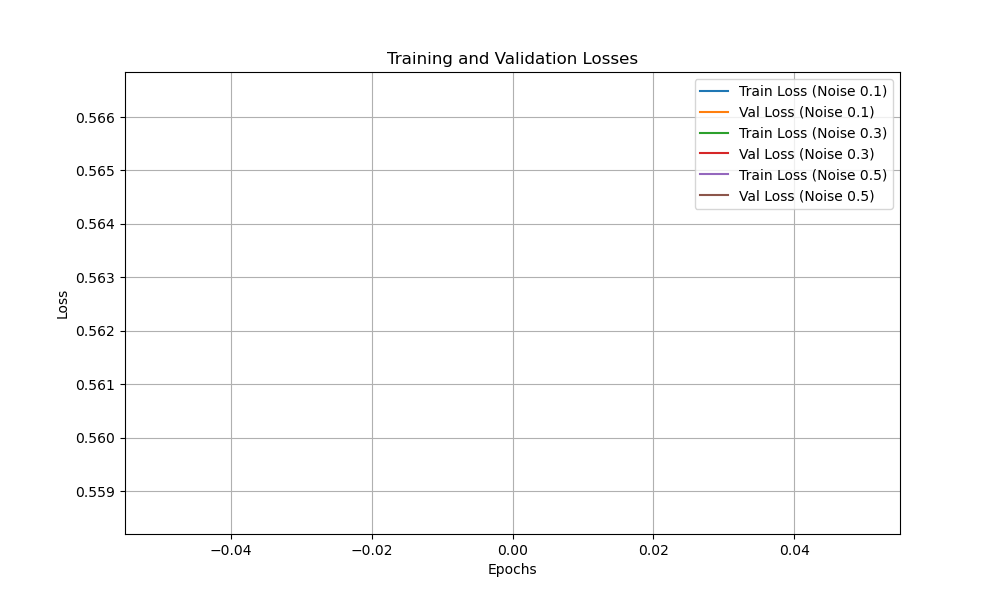 Training and Validation Losses
Train Loss (Noise 0.1)
Val Loss (Noise 0.1)
Train Loss (Noise 0.3)
Val Loss (Noise 0.3)
Train Loss (Noise 0.5)
Val Loss (Noise 0.5)
0.566
0.565
0.564
0.563
0.562
0.561
0.560
0.559
Loss
−0.04 −0.02 0.00 0.02 0.04
Epochs